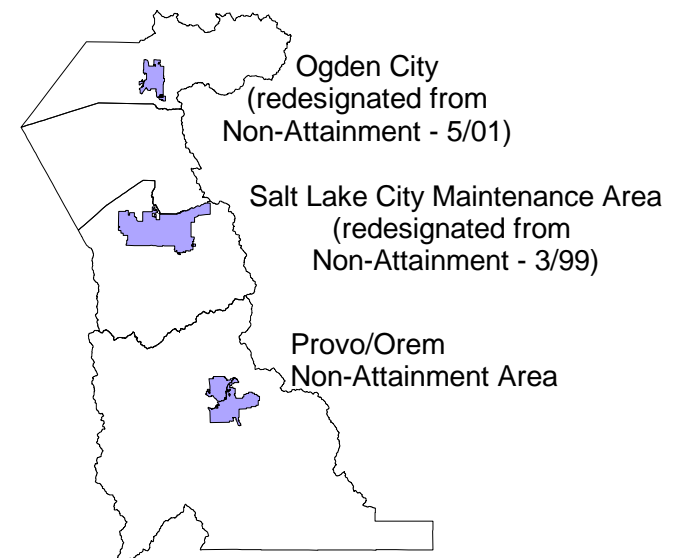 Ogden City
(redesignated from
Non-Attainment - 5/01)
Salt Lake City Maintenance Area
(redesignated from
Non-Attainment - 3/99)
Provo/Orem
Non-Attainment Area